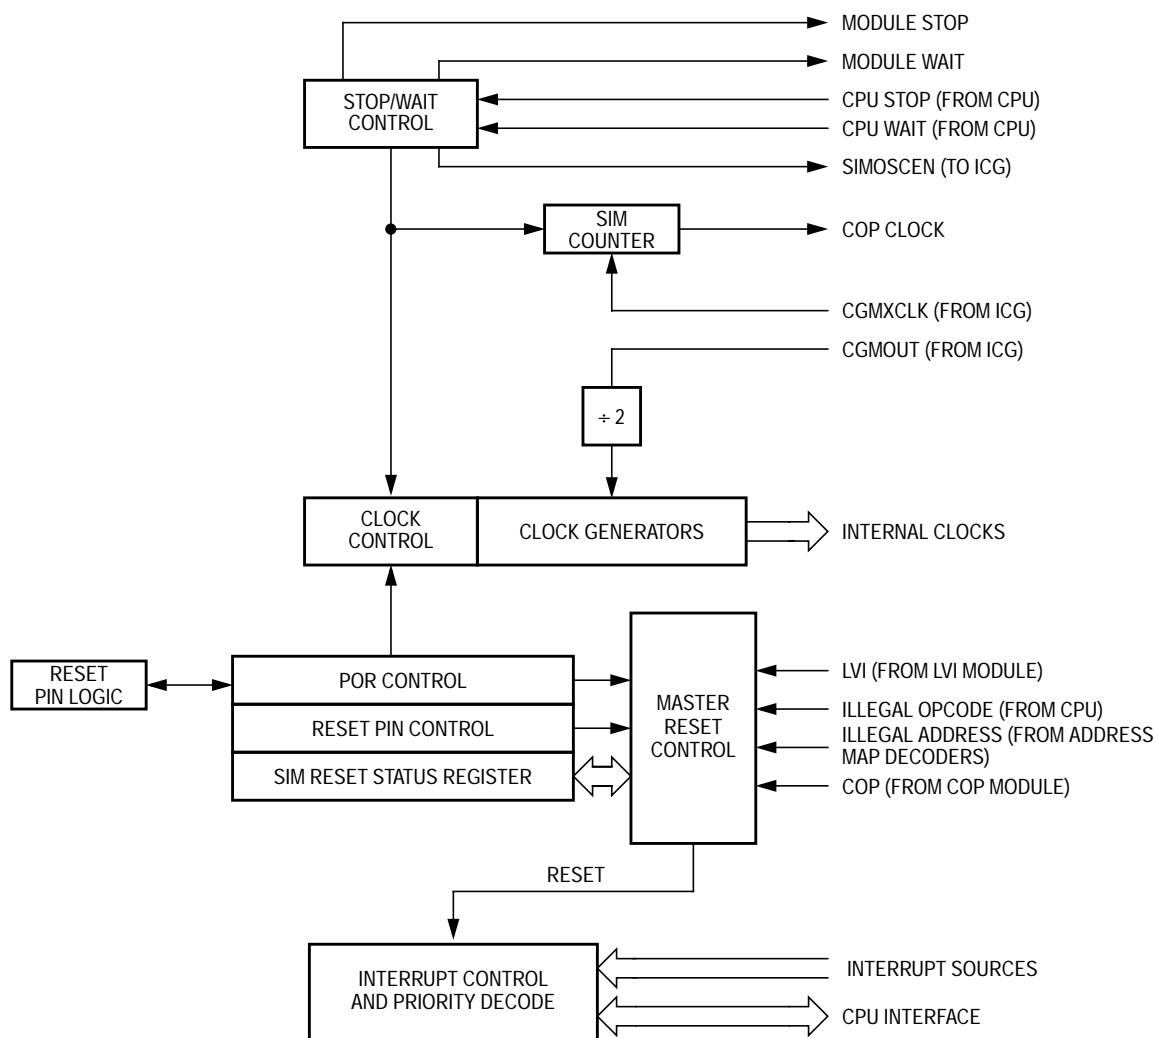 MODULE STOP
MODULE WAIT
STOP/WAIT
CONTROL
CPU STOP (FROM CPU)
CPU WAIT (FROM CPU)
SIMOSCEN (TO ICG)
SIM
COUNTER
COP CLOCK
CGMXCLK (FROM ICG)
CGMOUT (FROM ICG)
÷ 2
CLOCK
CONTROL
CLOCK GENERATORS
INTERNAL CLOCKS
RESET
PIN LOGIC
POR CONTROL
RESET PIN CONTROL
SIM RESET STATUS REGISTER
MASTER
RESET
CONTROL
LVI (FROM LVI MODULE)
ILLEGAL OPCODE (FROM CPU)
ILLEGAL ADDRESS (FROM ADDRESS
MAP DECODERS)
COP (FROM COP MODULE)
RESET
INTERRUPT CONTROL
AND PRIORITY DECODE
INTERRUPT SOURCES
CPU INTERFACE